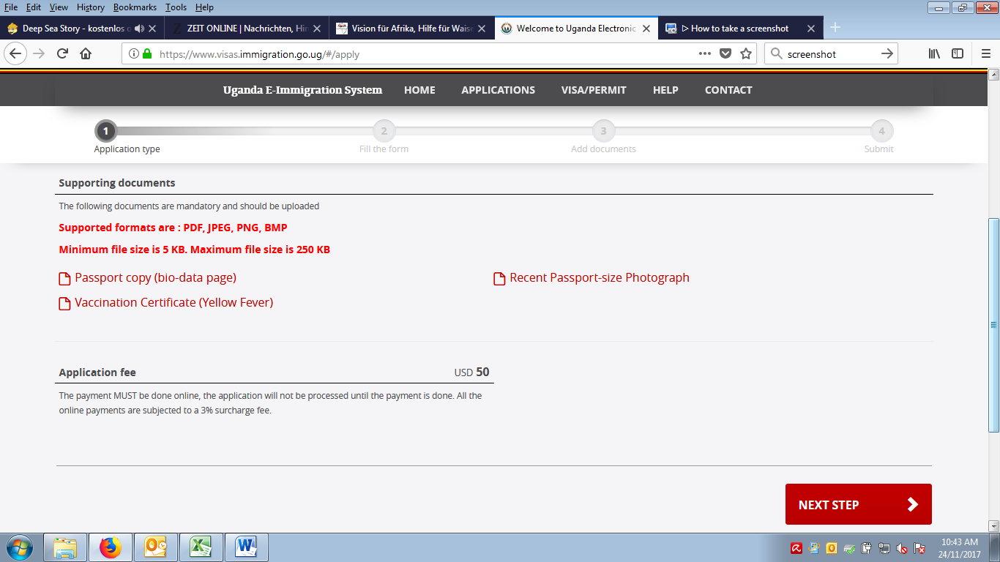 File Edit View History Bookmarks Tools Help
Deep Sea Story - kostenlos o
ZEIT ONLINE | Nachrichten, Hin
Vision für Afrika, Hilfe für Waise
Welcome to Uganda Electronic
ᐅ How to take a screenshot
https://www.visas.immigration.go.ug/#/apply
screenshot
Uganda E-Immigration System HOME APPLICATIONS VISA/PERMIT HELP CONTACT
1 2 3 4
Application type Fill the form Add documents Submit
Supporting documents
The following documents are mandatory and should be uploaded
Supported formats are : PDF, JPEG, PNG, BMP
Minimum file size is 5 KB. Maximum file size is 250 KB
Passport copy (bio-data page) Recent Passport-size Photograph
Vaccination Certificate (Yellow Fever)
Application fee USD 50
The payment MUST be done online, the application will not be processed until the payment is done. All the
online payments are subjected to a 3% surcharge fee.
NEXT STEP
10:43 AM
24/11/2017